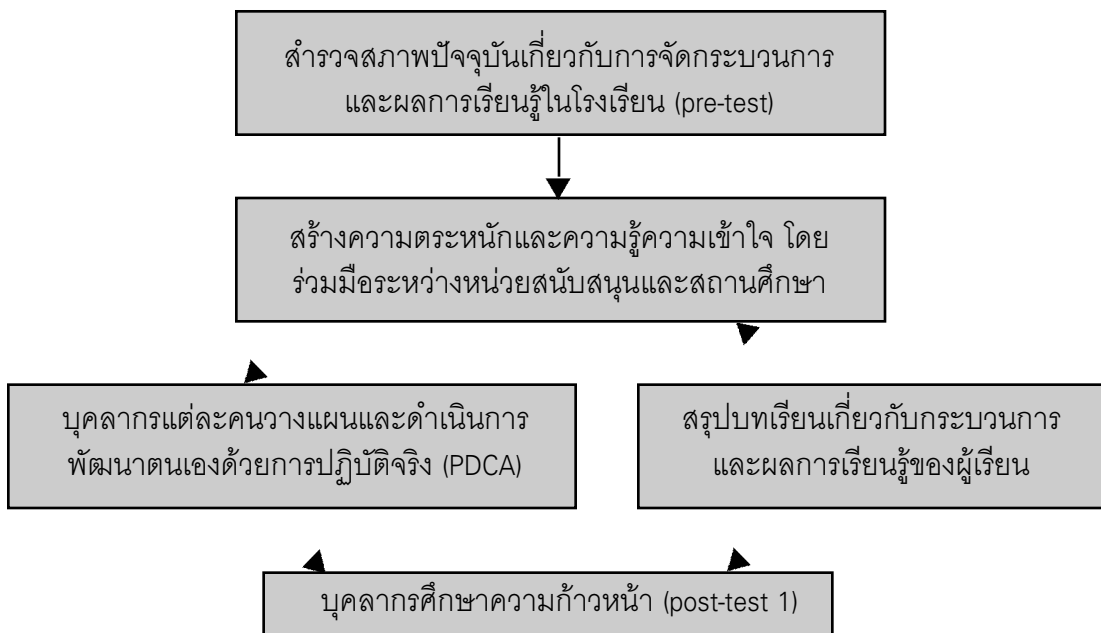 สำรวจสภาพปัจจุบันเกี่ยวกับการจัดกระบวนการ
และผลการเรียนรู้ในโรงเรียน (pre-test)
สร้างความตระหนักและความรู้ความเข้าใจ โดย
ร่วมมือระหว่างหน่วยสนับสนุนและสถานศึกษา
บุคลากรแต่ละคนวางแผนและดำเนินการ
พัฒนาตนเองด้วยการปฏิบัติจริง (PDCA)
สรุปบทเรียนเกี่ยวกับกระบวนการ
และผลการเรียนรู้ของผู้เรียน
บุคลากรศึกษาความก้าวหน้า (post-test 1)